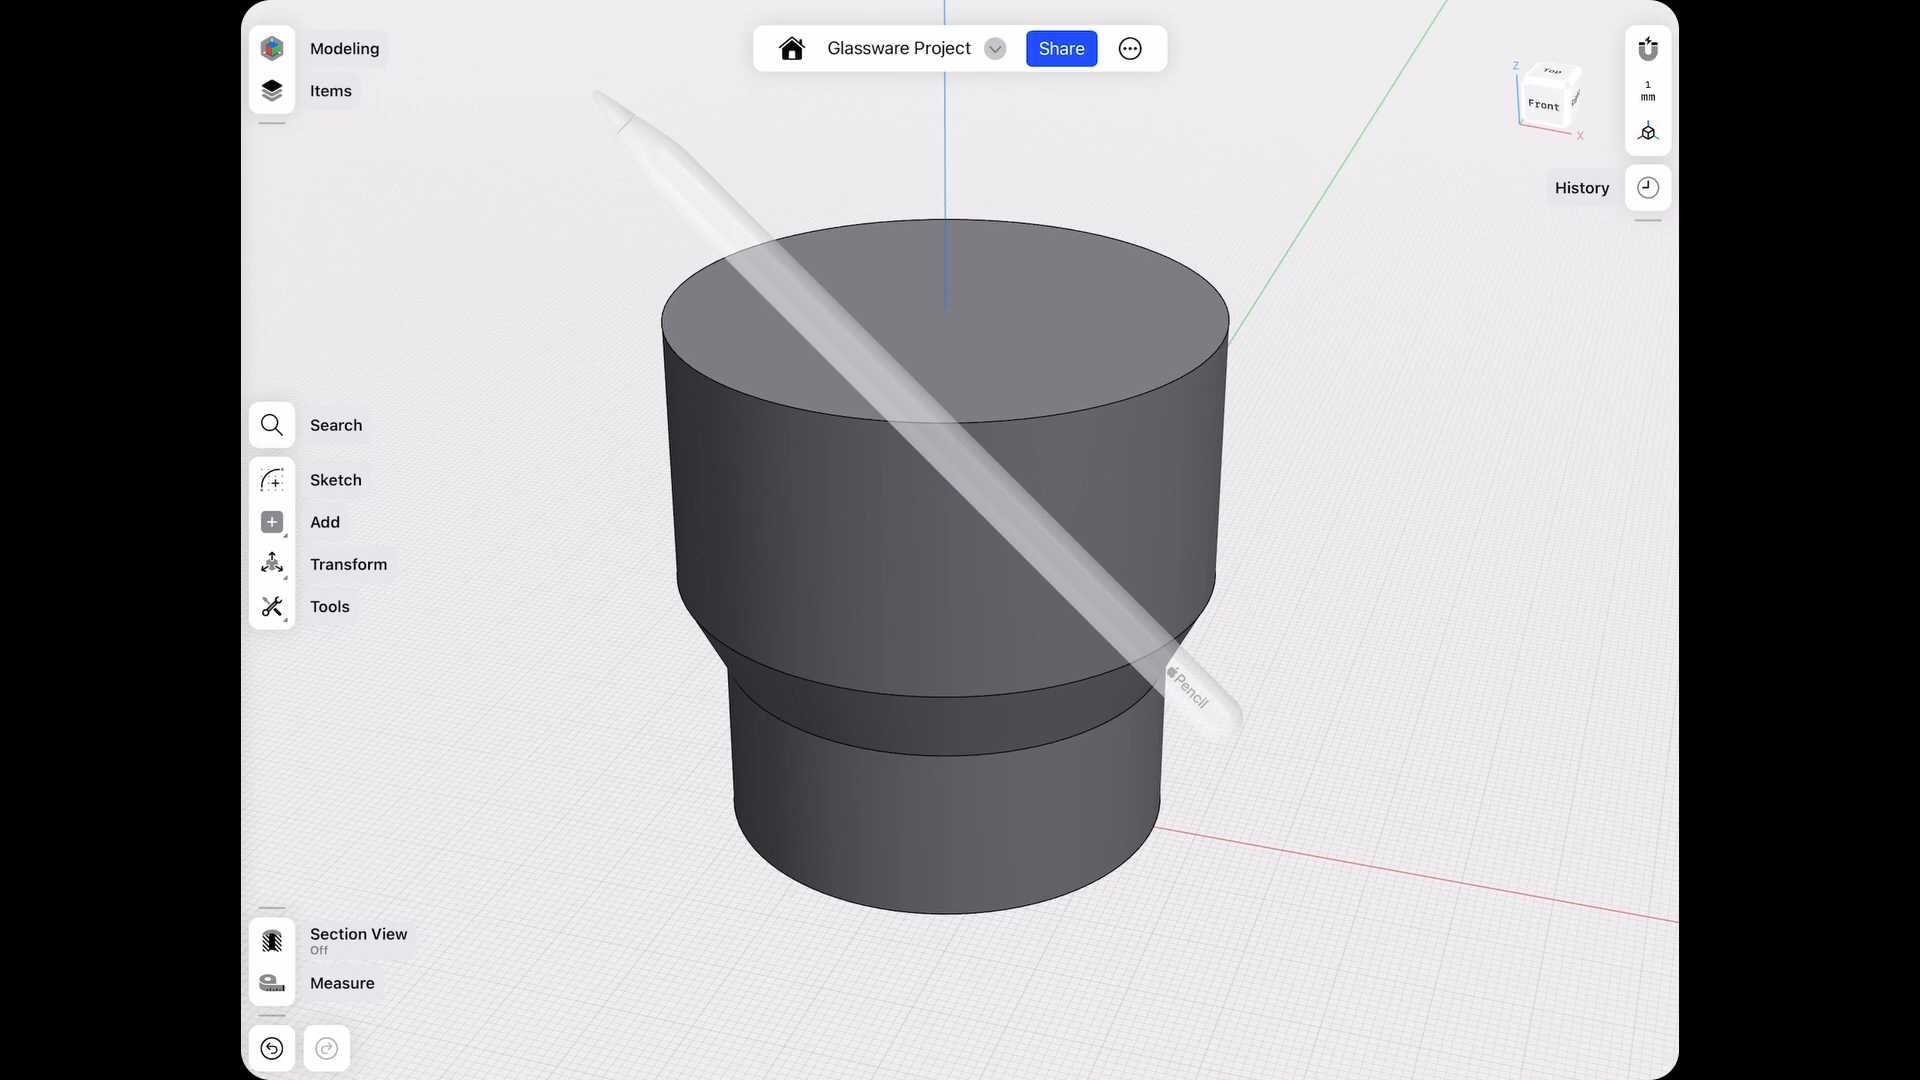 Modeling
Items
Glassware Project
Share
Z
Top
Front
X
1
mm
History
Search
Sketch
Add
Transform
Tools
Pencil
Section View
Off
Measure